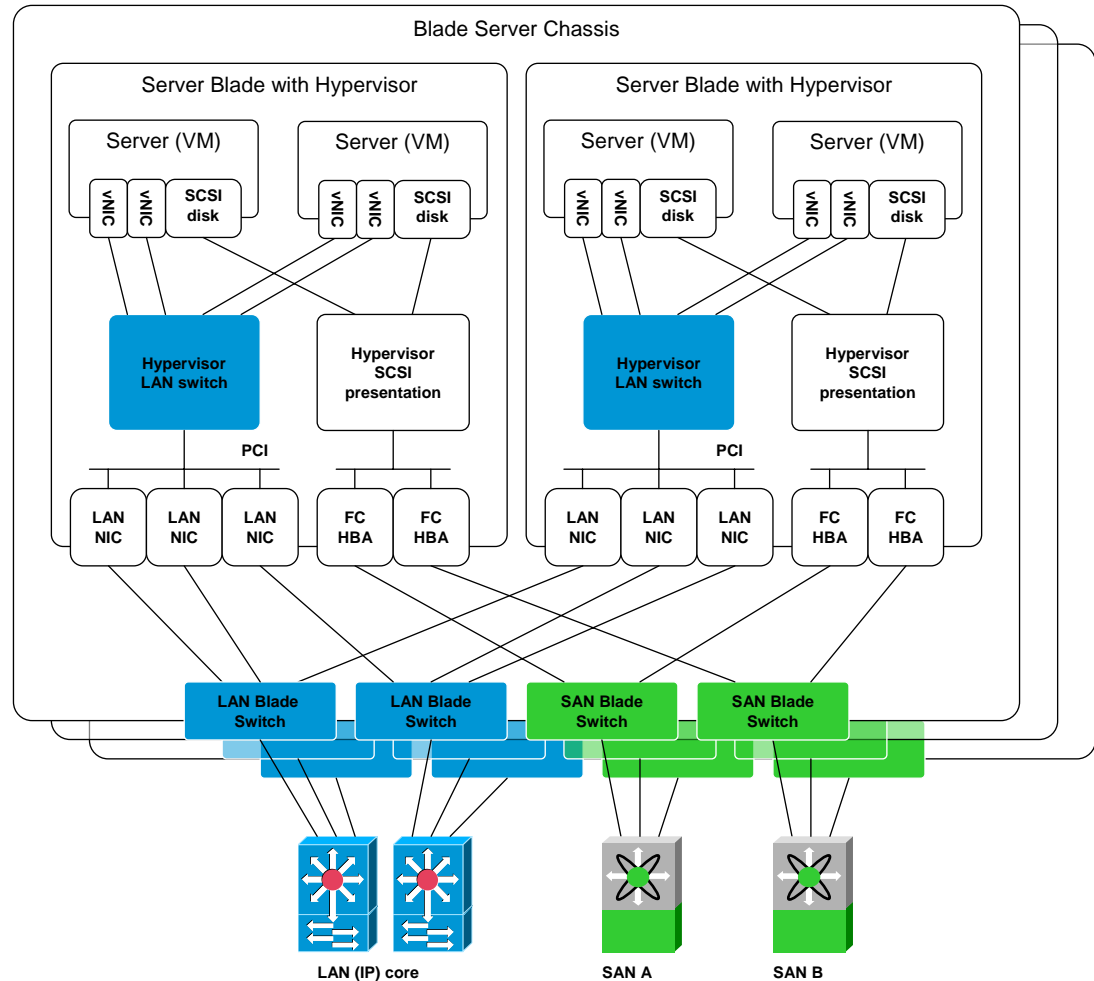 Blade Server Chassis
Server Blade with Hypervisor
Server Blade with Hypervisor
Server (VM)
Server (VM)
Server (VM)
Server (VM)
vNIC
vNIC
SCSI
disk
vNIC
vNIC
SCSI
disk
vNIC
vNIC
SCSI
disk
vNIC
vNIC
SCSI
disk
Hypervisor
LAN switch
Hypervisor
SCSI
presentation
Hypervisor
LAN switch
Hypervisor
SCSI
presentation
PCI
PCI
LAN
NIC
LAN
NIC
LAN
NIC
FC
HBA
FC
HBA
LAN
NIC
LAN
NIC
LAN
NIC
FC
HBA
FC
HBA
LAN Blade
Switch
LAN Blade
Switch
SAN Blade
Switch
SAN Blade
Switch
LAN (IP) core
SAN A
SAN B